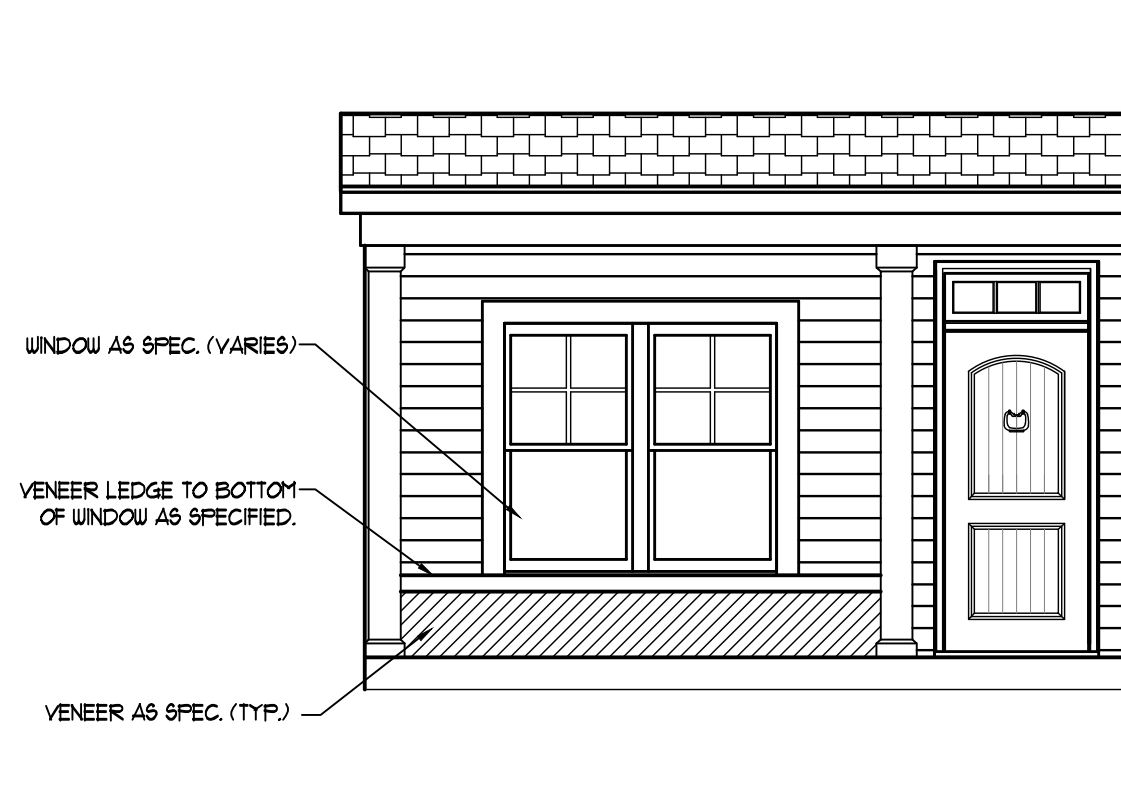 WINDOW AS SPEC. (VARIES)
VENEER LEDGE TO BOTTOM
OF WINDOW AS SPECIFIED.
VENEER AS SPEC. (TYP.)